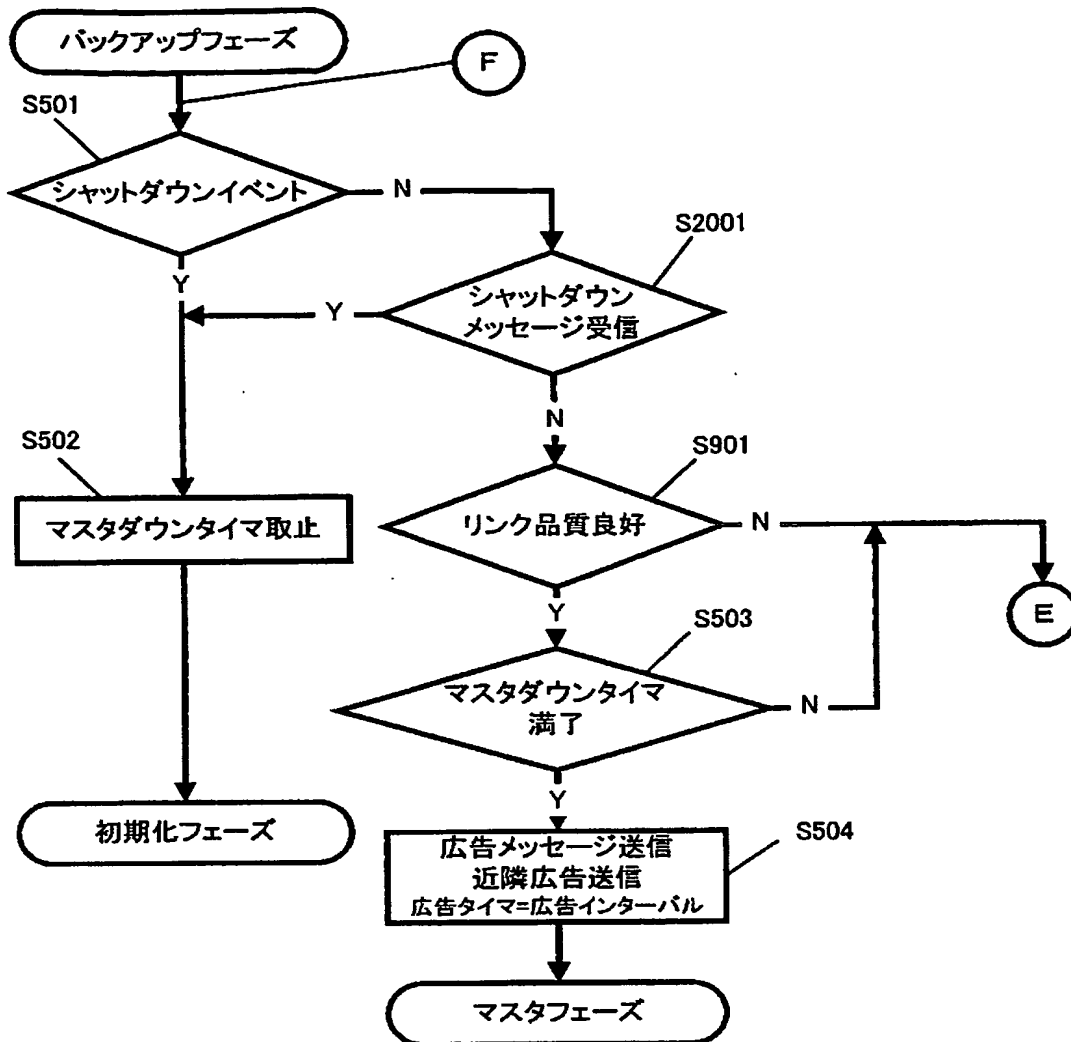 バックアップフェーズ
F
S501
シャットダウンイベント
N
S2001
Y
シャットダウン
メッセージ受信
Y
N
S502
S901
マスタダウンタイマ取止
リンク品質良好
N
E
Y
S503
マスタダウンタイマ
満了
N
Y
初期化フェーズ
S504
広告メッセージ送信
近隣広告送信
広告タイマ=広告インターバル
マスタフェーズ